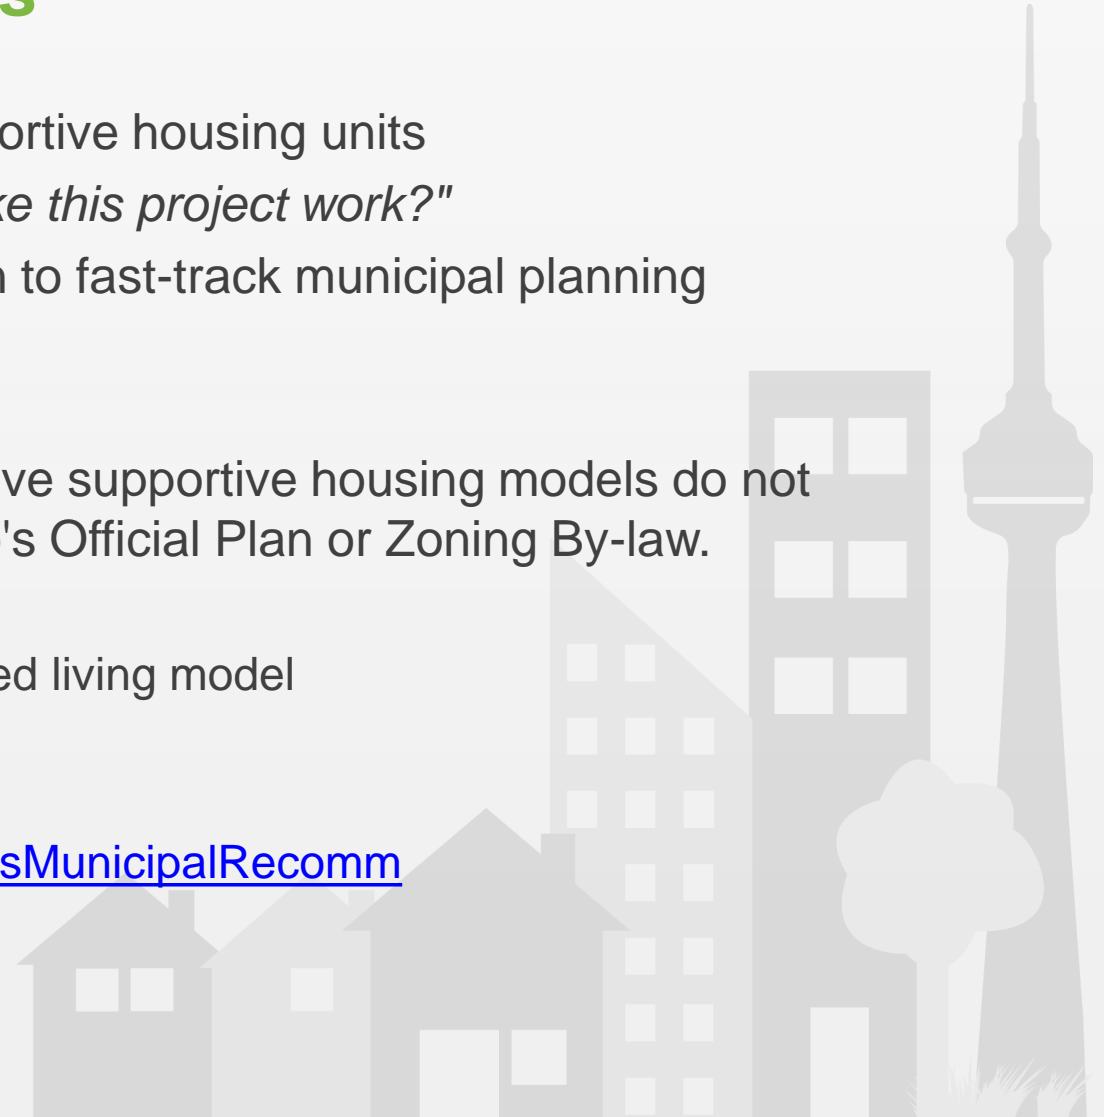 s
ortive housing units
ke this project work?"
n to fast-track municipal planning
ve supportive housing models do not
's Official Plan or Zoning By-law.
ed living model
sMunicipalRecomm